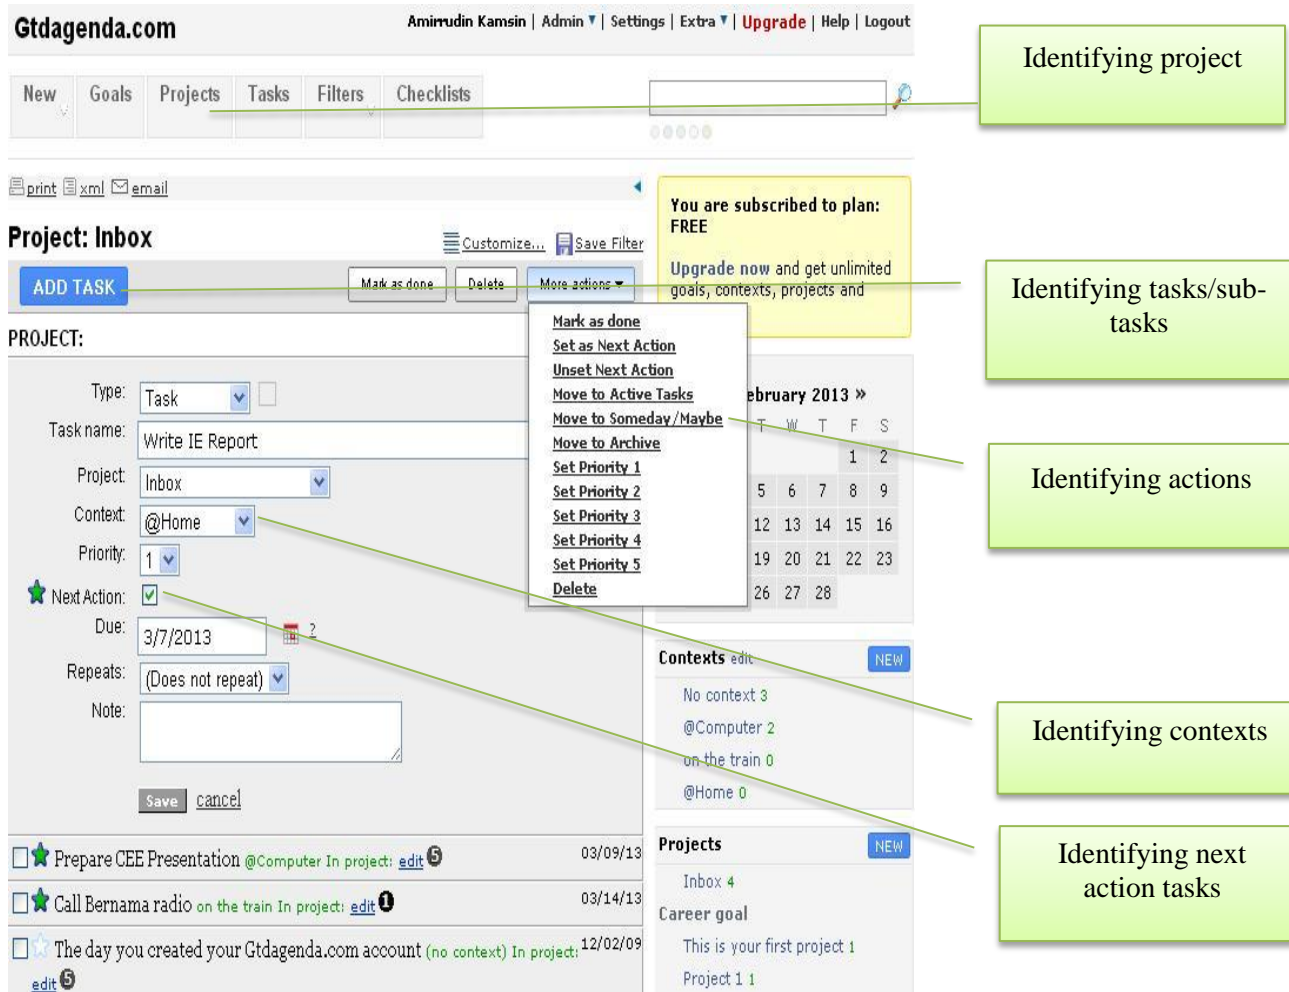 Gtdagenda.com
Amirrudin Kamsin | Admin ▼ | Settings | Extra ▼ | Upgrade | Help | Logout
Identifying project
New Goals Projects Tasks Filters Checklists
print xml email
You are subscribed to plan:
FREE
Project: Inbox
Customize... Save Filter
Upgrade now and get unlimited
goals, contexts, projects and
ADD TASK
Mark as done Delete More actions ▼
Identifying tasks/sub-
tasks
PROJECT:
Mark as done
Set as Next Action
Unset Next Action
Move to Active Tasks
Move to Someday/Maybe
Move to Archive
Set Priority 1
Set Priority 2
Set Priority 3
Set Priority 4
Set Priority 5
Delete
Type: Task
Task name: Write IE Report
Project: Inbox
Context: @Home
Priority: 1
Next Action:
Due: 3/7/2013 ?
Repeats: (Does not repeat)
Note:
Save cancel
ebruary 2013 »
T W T F S
1 2
5 6 7 8 9
12 13 14 15 16
19 20 21 22 23
26 27 28
Identifying actions
Contexts edit NEW
No context 3
@Computer 2
on the train 0
@Home 0
Identifying contexts
Prepare CEE Presentation @Computer In project: edit 5 03/09/13
Call Bernama radio on the train In project: edit 1 03/14/13
The day you created your Gtdagenda.com account (no context) In project: 12/02/09
edit 5
Projects NEW
Inbox 4
Career goal
This is your first project 1
Project 1 1
Identifying next
action tasks